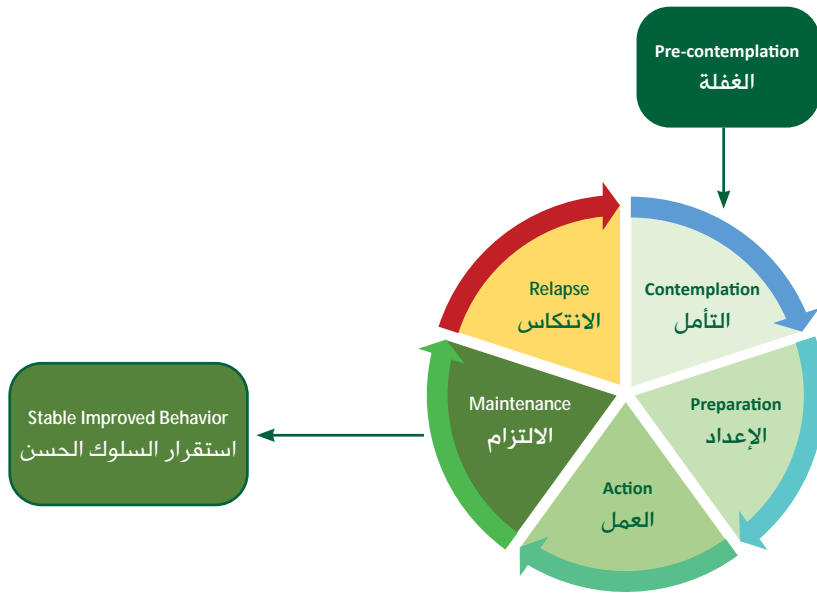 Pre-contemplation
الغفلة
Contemplation
التأمل
Preparation
الإعداد
Action
العمل
Maintenance
الالتزام
Relapse
الانتكاس
Stable Improved Behavior
استقرار السلوك الحسن